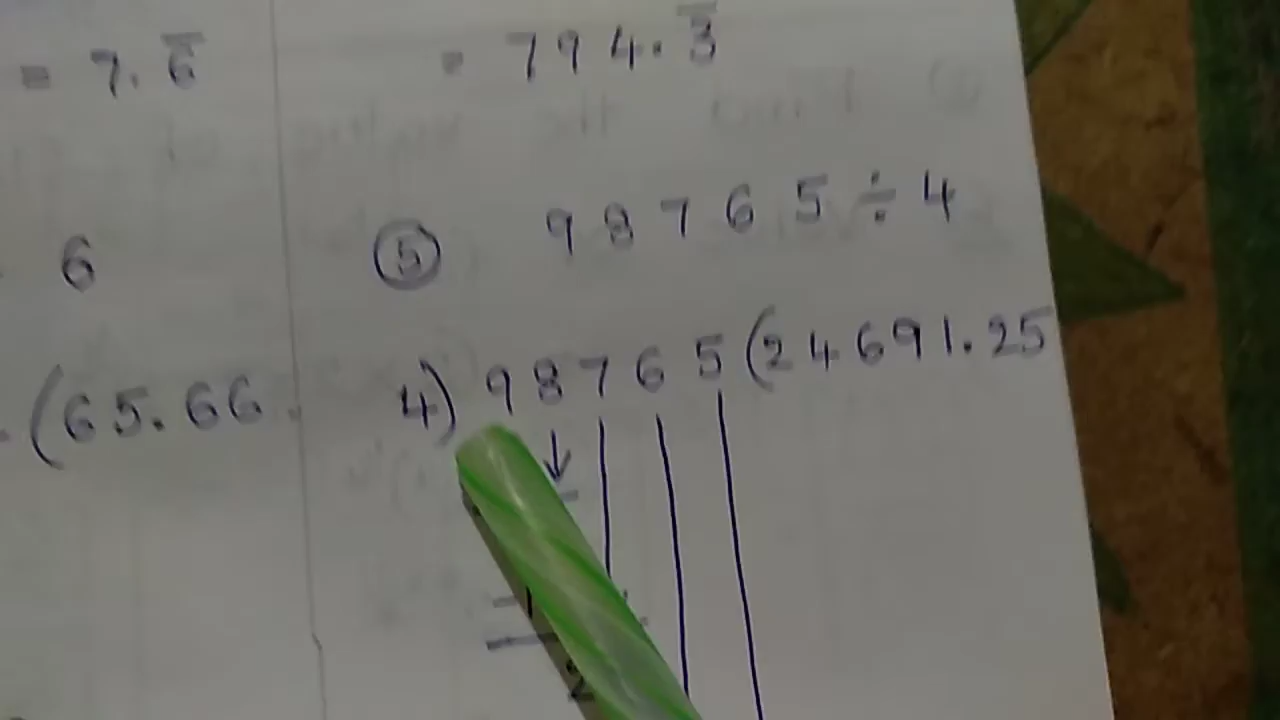 = 7.6̅
= 794.3̅
6
⑤ 98765 ÷ 4
(65.66
4) 98765 (24691.25